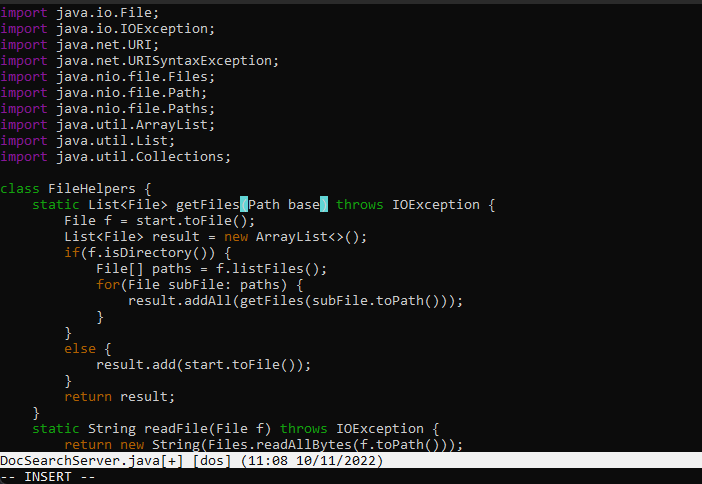 import java.io.File;
import java.io.IOException;
import java.net.URI;
import java.net.URISyntaxException;
import java.nio.file.Files;
import java.nio.file.Path;
import java.nio.file.Paths;
import java.util.ArrayList;
import java.util.List;
import java.util.Collections;

class FileHelpers {
    static List<File> getFiles(Path base) throws IOException {
        File f = start.toFile();
        List<File> result = new ArrayList<>();
        if(f.isDirectory()) {
            File[] paths = f.listFiles();
            for(File subFile: paths) {
                result.addAll(getFiles(subFile.toPath()));
            }
        }
        else {
            result.add(start.toFile());
        }
        return result;
    }
    static String readFile(File f) throws IOException {
        return new String(Files.readAllBytes(f.toPath()));
DocSearchServer.java[+] [dos] (11:08 10/11/2022)
-- INSERT --